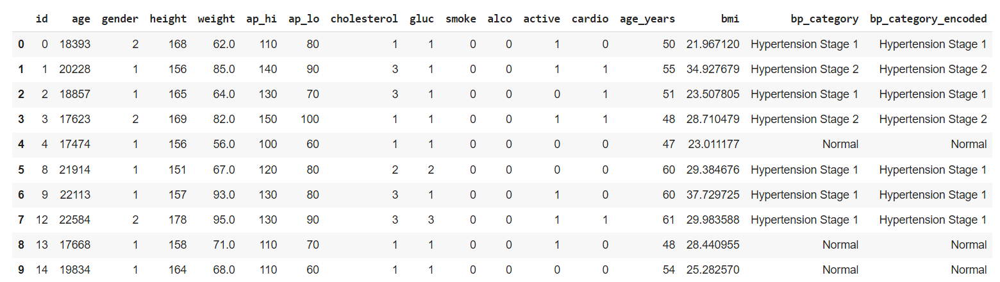 id age gender height weight ap_hi ap_lo cholesterol gluc smoke alco active cardio age_years bmi bp_category bp_category_encoded
0 0 18393 2 168 62.0 110 80 1 1 0 0 1 0 50 21.967120 Hypertension Stage 1 Hypertension Stage 1
1 1 20228 1 156 85.0 140 90 3 1 0 0 1 1 55 34.927679 Hypertension Stage 2 Hypertension Stage 2
2 2 18857 1 165 64.0 130 70 3 1 0 0 0 1 51 23.507805 Hypertension Stage 1 Hypertension Stage 1
3 3 17623 2 169 82.0 150 100 1 1 0 0 1 1 48 28.710479 Hypertension Stage 2 Hypertension Stage 2
4 4 17474 1 156 56.0 100 60 1 1 0 0 0 0 47 23.011177 Normal Normal
5 8 21914 1 151 67.0 120 80 2 2 0 0 0 0 60 29.384676 Hypertension Stage 1 Hypertension Stage 1
6 9 22113 1 157 93.0 130 80 3 1 0 0 1 0 60 37.729725 Hypertension Stage 1 Hypertension Stage 1
7 12 22584 2 178 95.0 130 90 3 3 0 0 1 1 61 29.983588 Hypertension Stage 1 Hypertension Stage 1
8 13 17668 1 158 71.0 110 70 1 1 0 0 1 0 48 28.440955 Normal Normal
9 14 19834 1 164 68.0 110 60 1 1 0 0 0 0 54 25.282570 Normal Normal